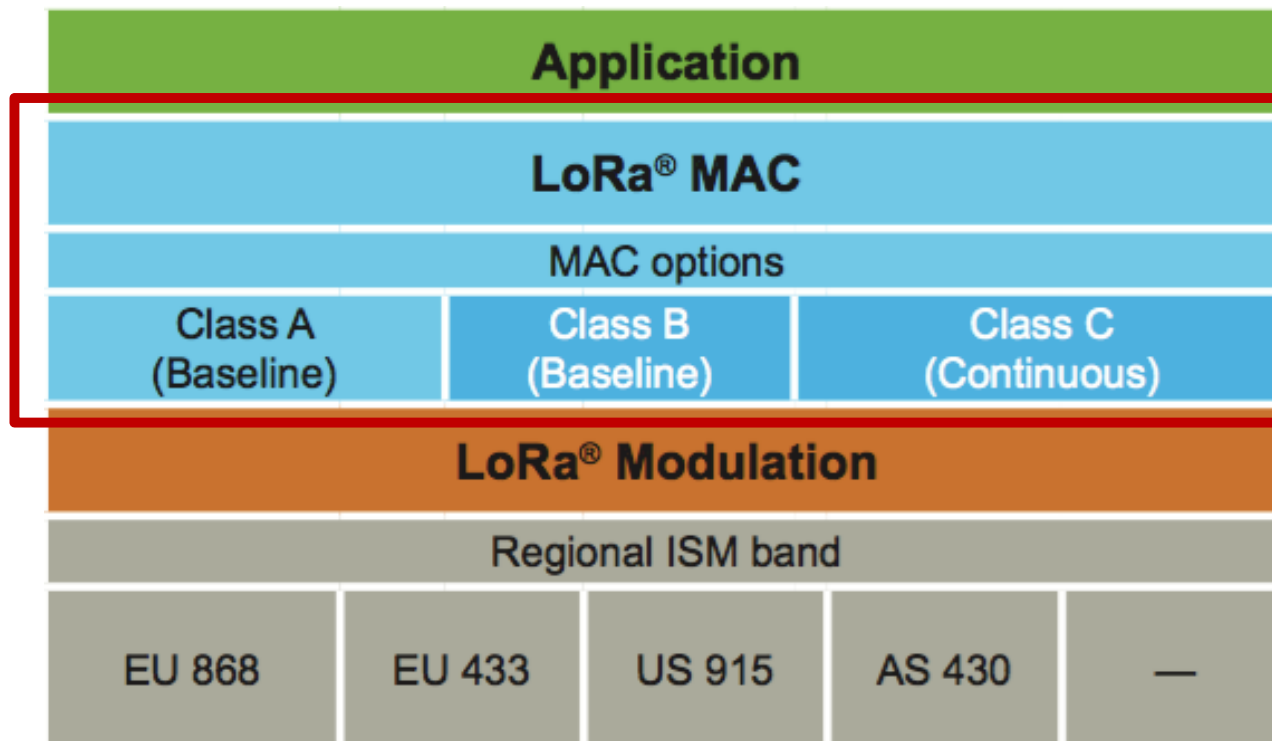 Application
LoRa® MAC
MAC options
Class A
(Baseline)
Class B
(Baseline)
Class C
(Continuous)
LoRa® Modulation
Regional ISM band
EU 868
EU 433
US 915
AS 430
—